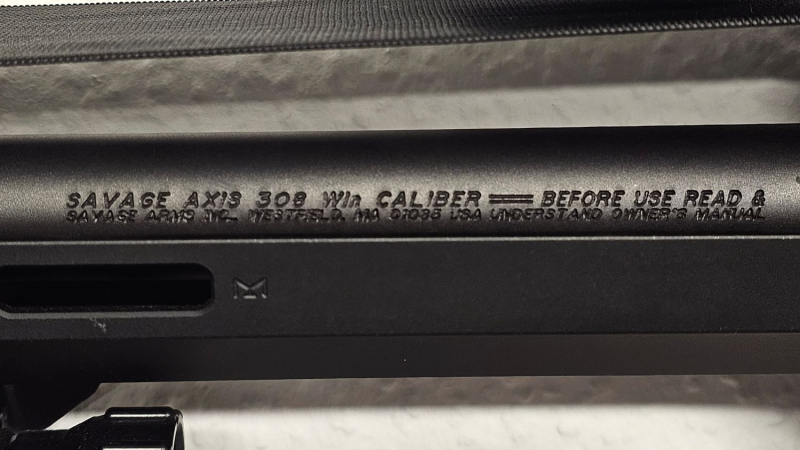 SAVAGE AXIS 308 Win CALIBER ═══ BEFORE USE READ &
SAVAGE ARMS INC. WESTFIELD, MA 01085 USA UNDERSTAND OWNER'S MANUAL